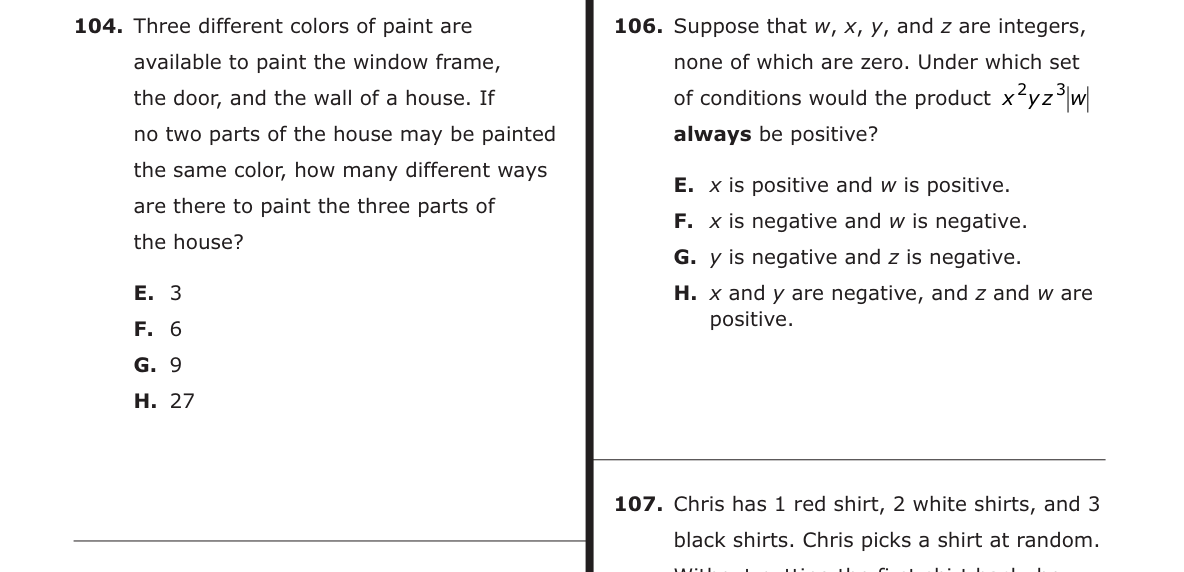 104. Three different colors of paint are
available to paint the window frame,
the door, and the wall of a house. If
no two parts of the house may be painted
the same color, how many different ways
are there to paint the three parts of
the house?
E. 3
F. 6
G. 9
H. 27
106. Suppose that w, x, y, and z are integers,
none of which are zero. Under which set
of conditions would the product x²yz³|w|
always be positive?
E. x is positive and w is positive.
F. x is negative and w is negative.
G. y is negative and z is negative.
H. x and y are negative, and z and w are
positive.
107. Chris has 1 red shirt, 2 white shirts, and 3
black shirts. Chris picks a shirt at random.